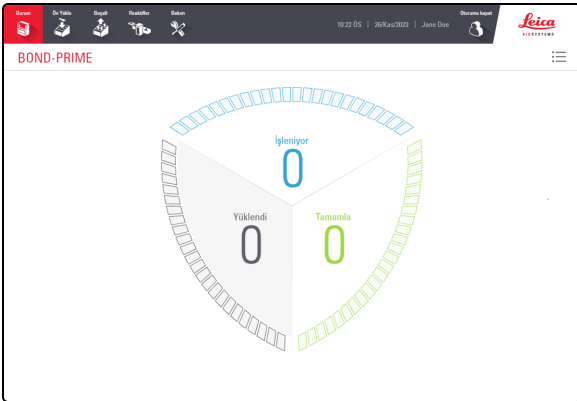 Durum Ön Yükle Boşalt Reaktifler Bakım 10:22 ÖS | 26/Kas/2023 | Jane Doe Oturumu kapat
Leica
BIOSYSTEMS
BOND-PRIME
İşleniyor
0
Yüklendi Tamamla
0 0